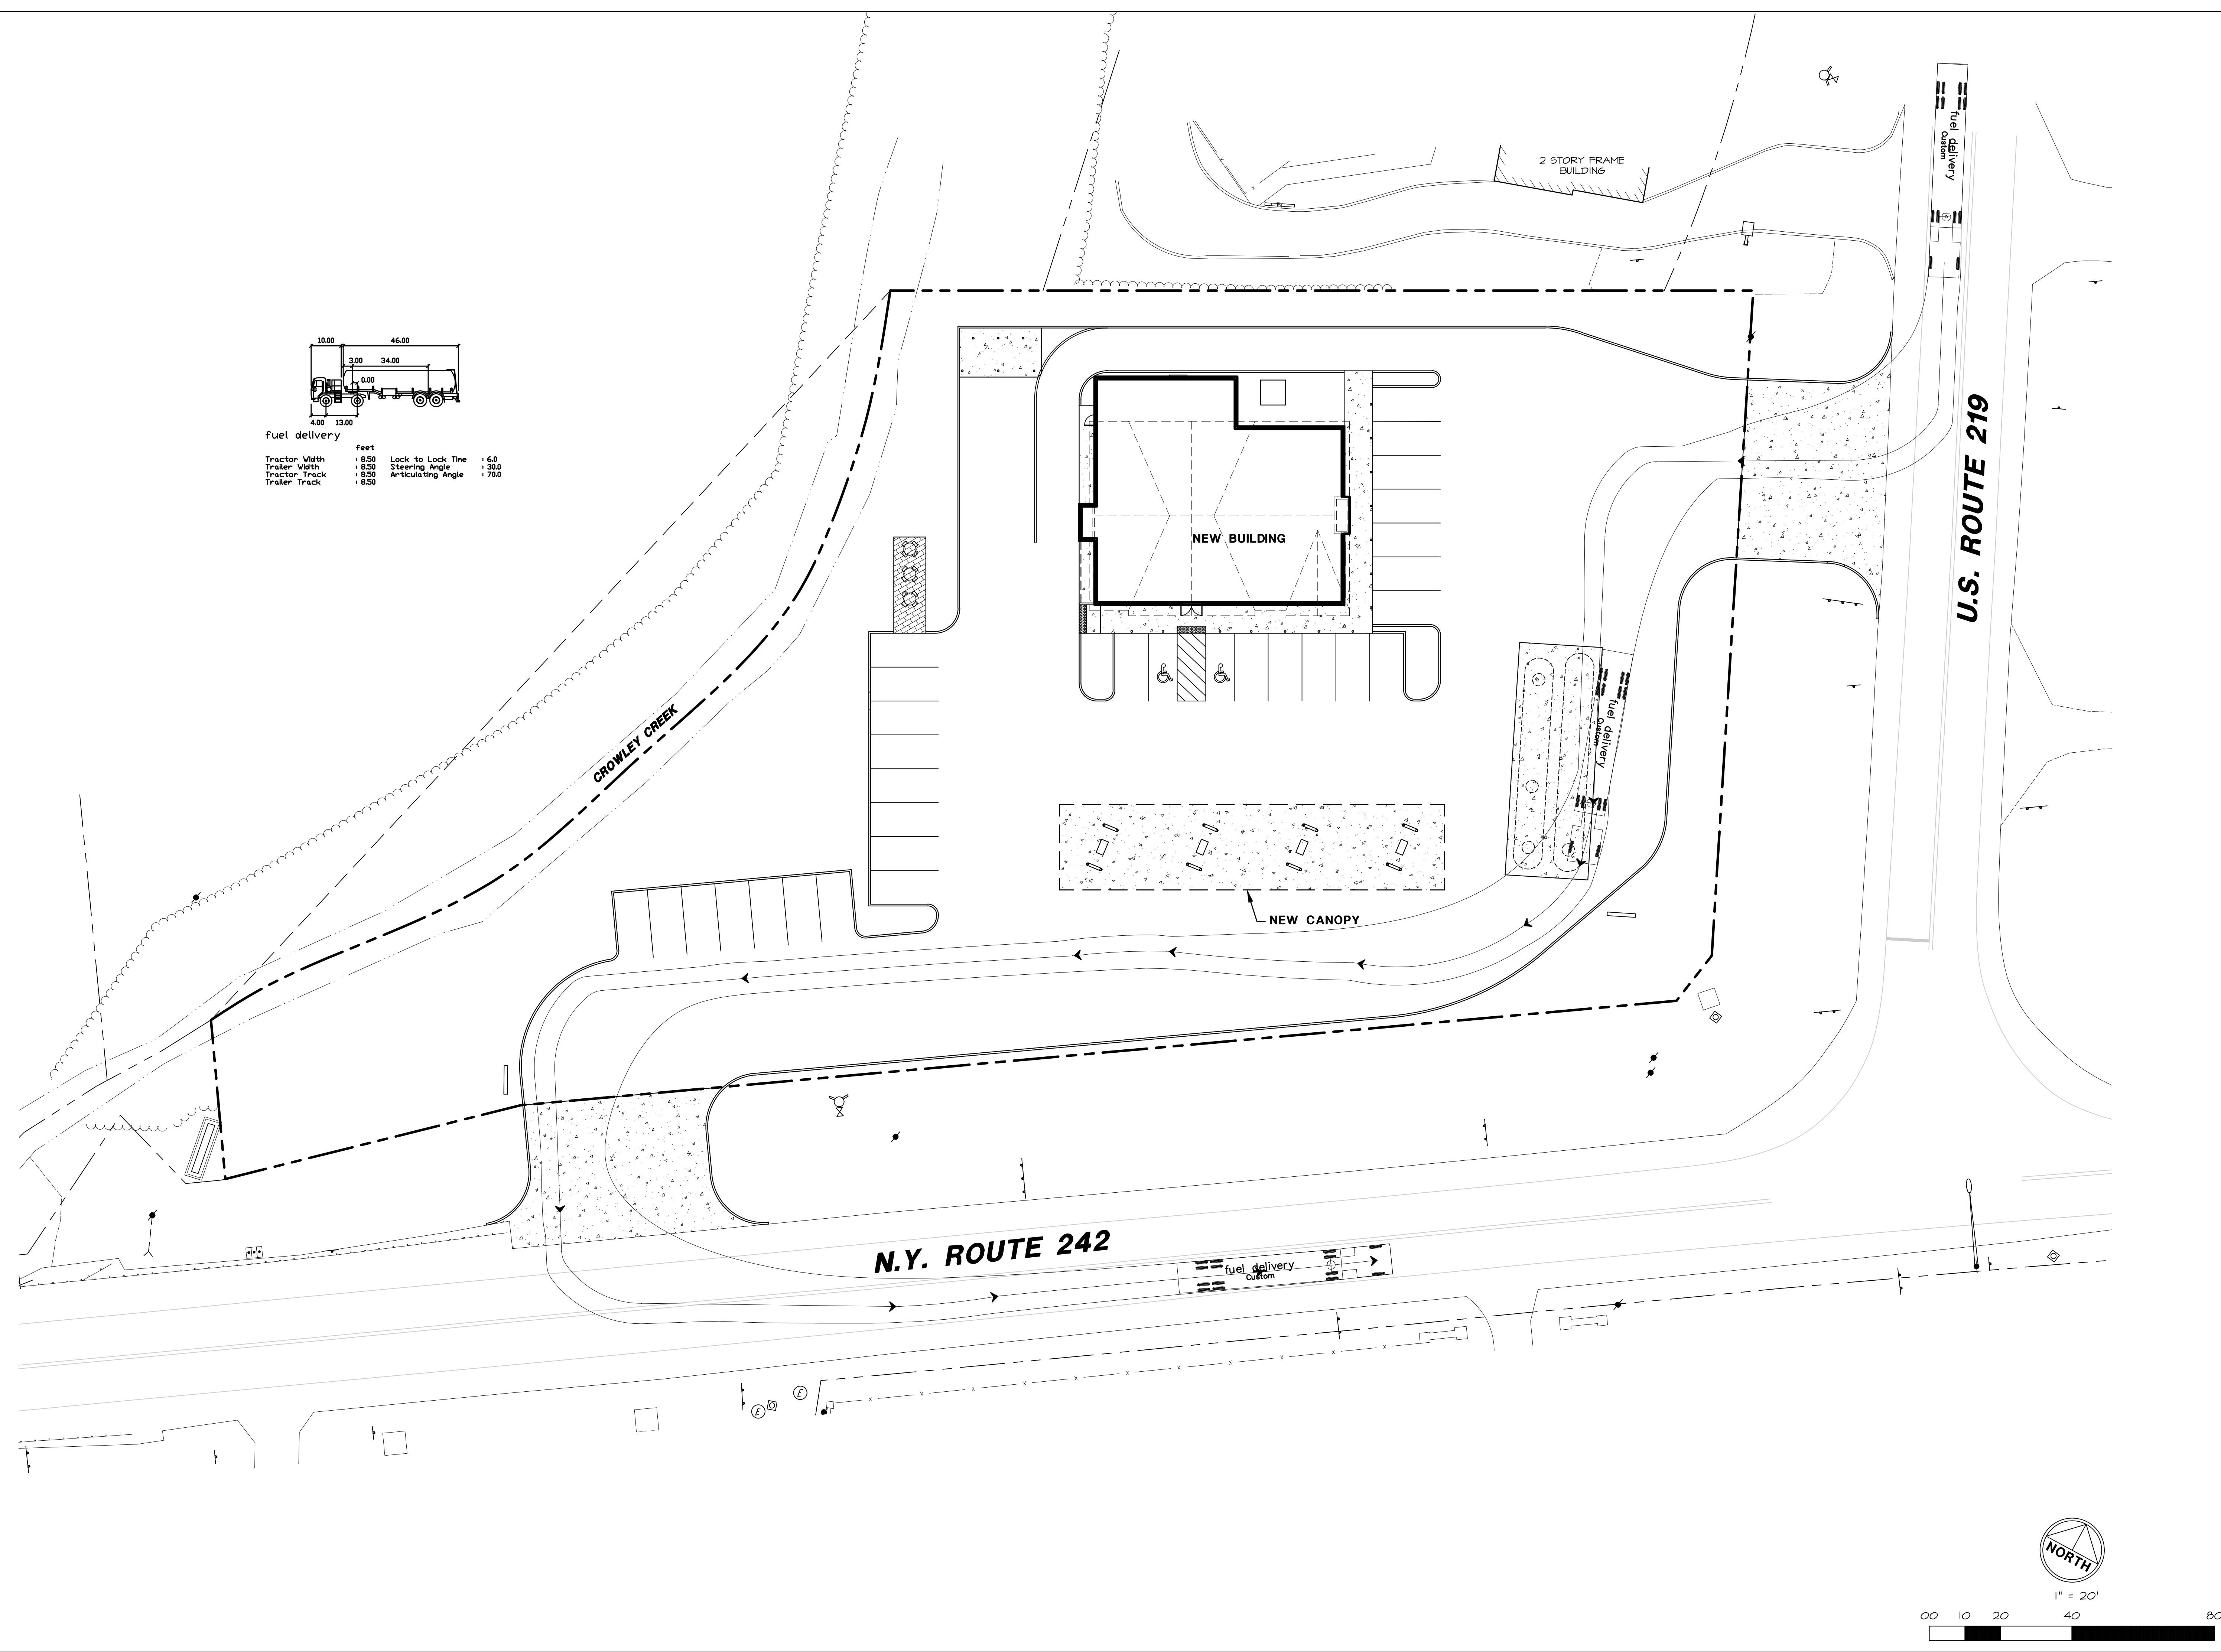 2 STORY FRAME
BUILDING
fuel delivery
Custom
10.00 46.00
3.00 34.00
0.00
4.00 13.00
fuel delivery
feet
Tractor Width : 8.50 Lock to Lock Time : 6.0
Trailer Width : 8.50 Steering Angle : 30.0
Tractor Track : 8.50 Articulating Angle : 70.0
Trailer Track : 8.50
U.S. ROUTE 219
NEW BUILDING
CROWLEY CREEK
fuel delivery
Custom
NEW CANOPY
N.Y. ROUTE 242
fuel delivery
Custom
E
E
NORTH
1" = 20'
00 10 20 40 80